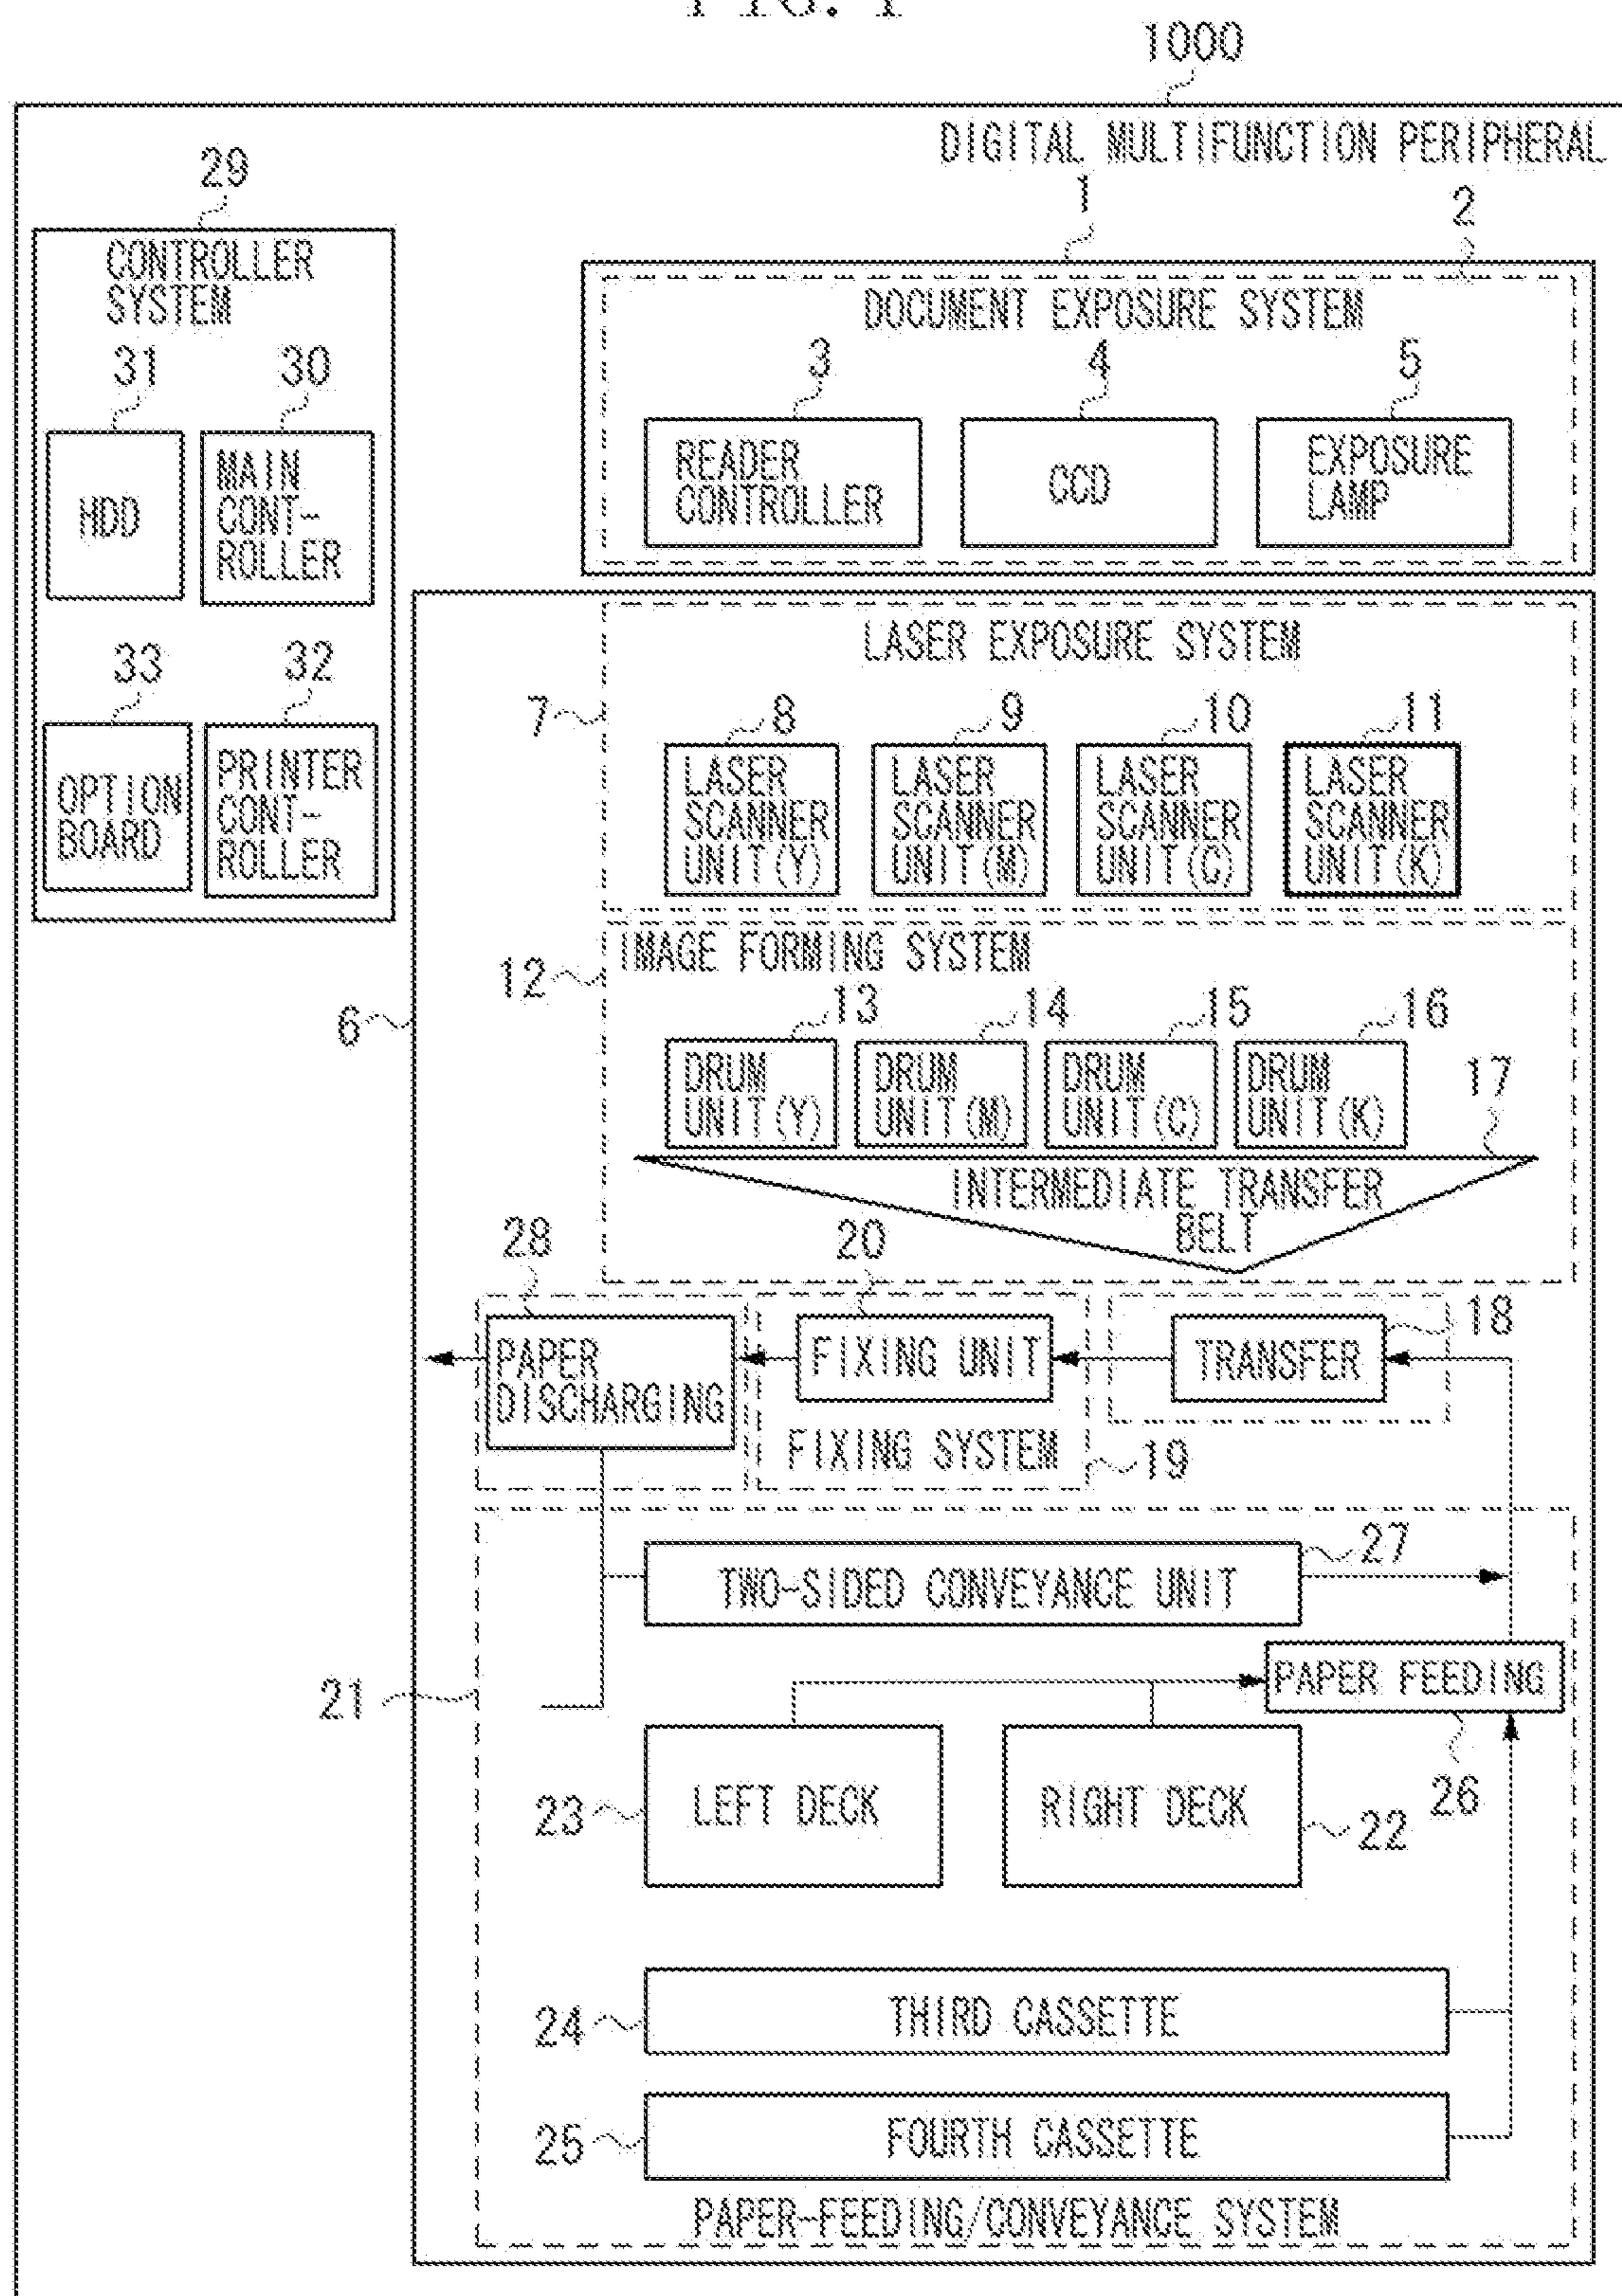 FIG. 1
1000
DIGITAL MULTIFUNCTION PERIPHERAL
29
CONTROLLER
SYSTEM
31
30
HDD
MAIN
CONT-
ROLLER
33
32
OPTION
BOARD
PRINTER
CONT-
ROLLER
1
2
DOCUMENT EXPOSURE SYSTEM
3
4
5
READER
CONTROLLER
CCD
EXPOSURE
LAMP
6
LASER EXPOSURE SYSTEM
7
8
9
10
11
LASER
SCANNER
UNIT(Y)
LASER
SCANNER
UNIT(M)
LASER
SCANNER
UNIT(C)
LASER
SCANNER
UNIT(K)
IMAGE FORMING SYSTEM
12
13
14
15
16
DRUM
UNIT(Y)
DRUM
UNIT(M)
DRUM
UNIT(C)
DRUM
UNIT(K)
17
INTERMEDIATE TRANSFER
BELT
28
20
18
PAPER
DISCHARGING
FIXING UNIT
TRANSFER
FIXING SYSTEM
19
27
TWO-SIDED CONVEYANCE UNIT
21
PAPER FEEDING
26
23
LEFT DECK
RIGHT DECK
22
24
THIRD CASSETTE
25
FOURTH CASSETTE
PAPER-FEEDING/CONVEYANCE SYSTEM